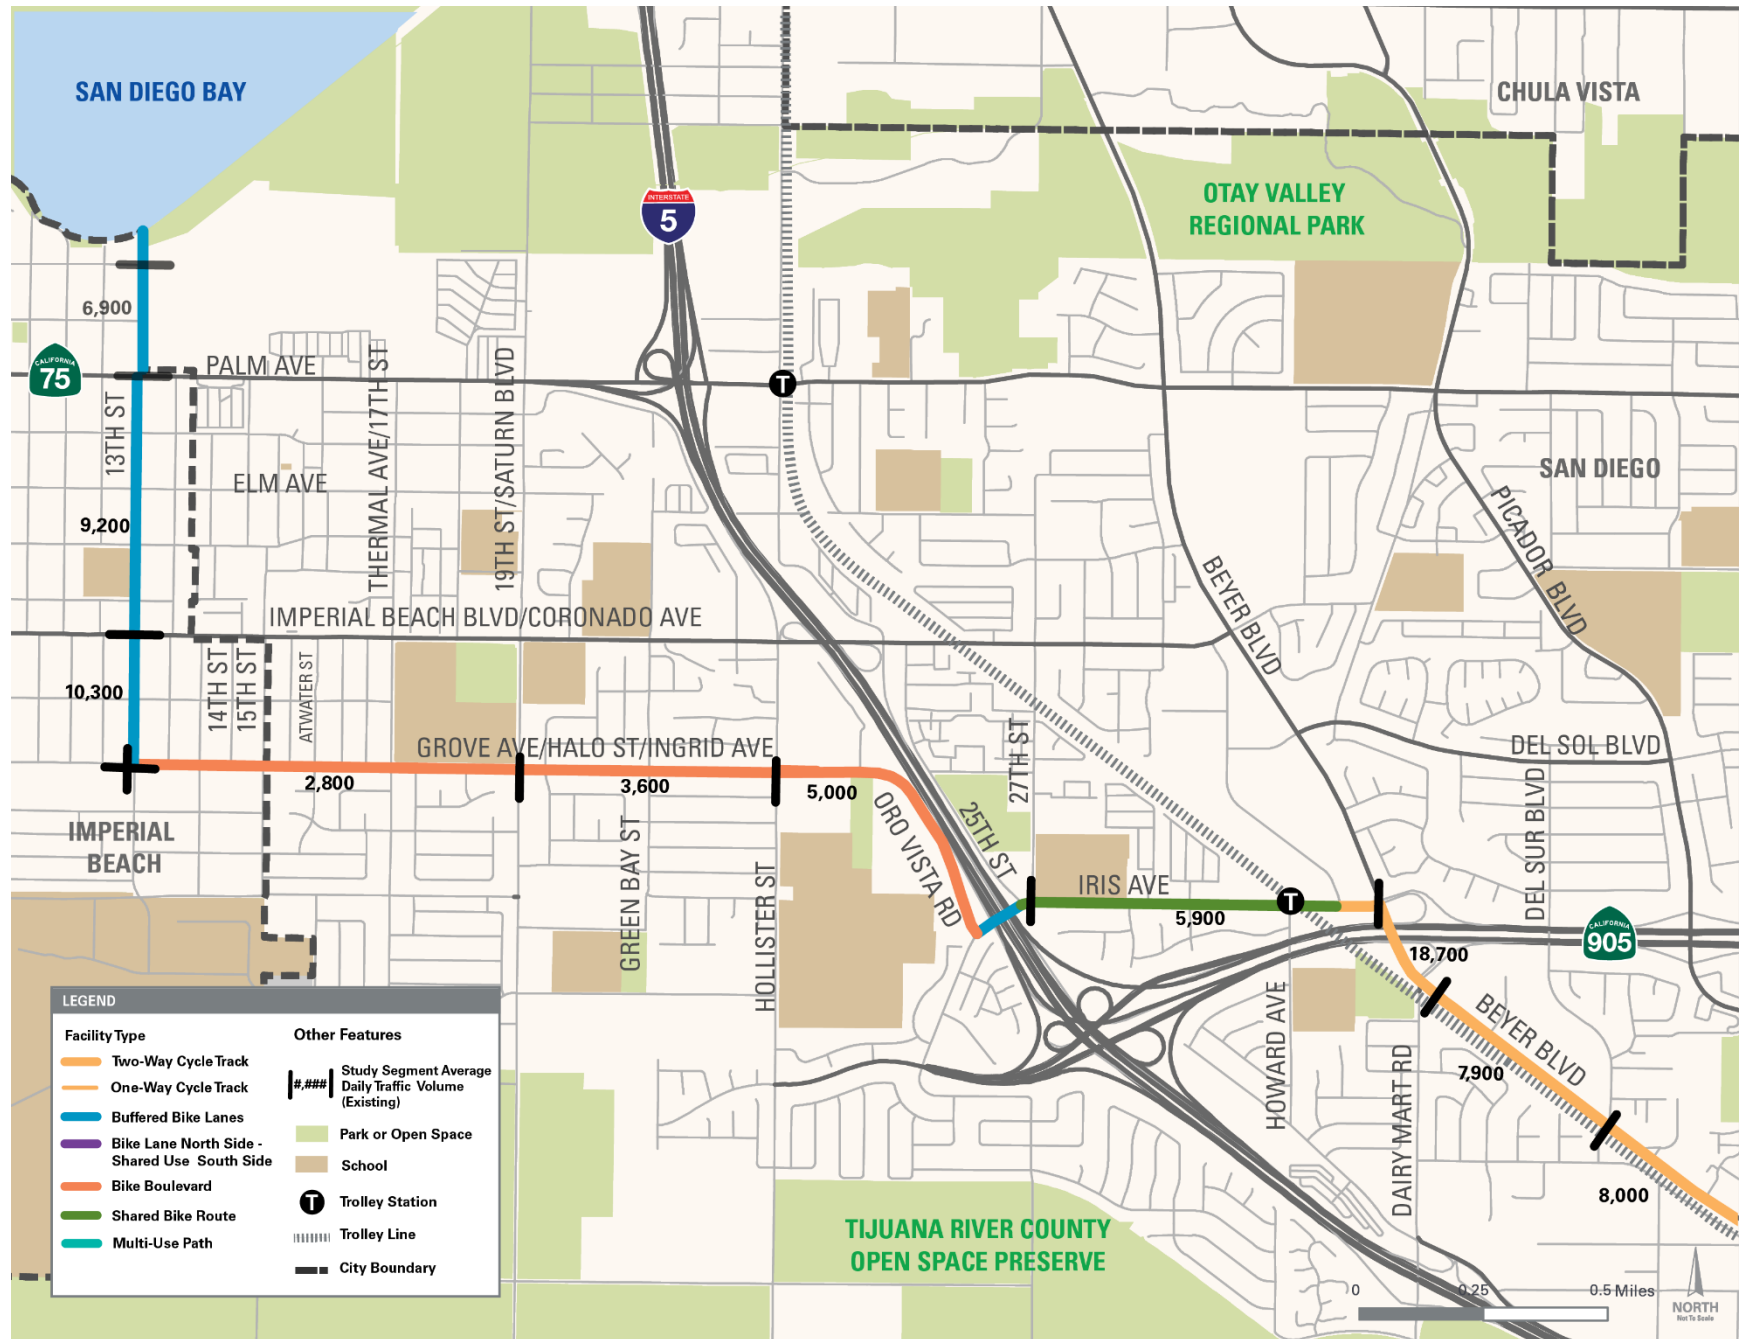 SAN DIEGO BAY
CHULA VISTA
OTAY VALLEY
REGIONAL PARK
INTERSTATE
5
6,900
CALIFORNIA
75
PALM AVE
13TH ST
THERMAL AVE/17TH ST
19TH ST/SATURN BLVD
T
ELM AVE
SAN DIEGO
PICADOR BLVD
9,200
BEYER BLVD
IMPERIAL BEACH BLVD/CORONADO AVE
10,300
14TH ST
15TH ST
ATWATER ST
GROVE AVE/HALO ST/INGRID AVE
DEL SOL BLVD
27TH ST
2,800
3,600
5,000
ORO VISTA RD
25TH ST
DEL SUR BLVD
IMPERIAL
BEACH
GREEN BAY ST
HOLLISTER ST
IRIS AVE
T
5,900
CALIFORNIA
905
18,700
BEYER BLVD
HOWARD AVE
DAIRY MART RD
7,900
8,000
TIJUANA RIVER COUNTY
OPEN SPACE PRESERVE
LEGEND
Facility Type
Two-Way Cycle Track
One-Way Cycle Track
Buffered Bike Lanes
Bike Lane North Side -
Shared Use South Side
Bike Boulevard
Shared Bike Route
Multi-Use Path
Other Features
#,###
Study Segment Average
Daily Traffic Volume
(Existing)
Park or Open Space
School
T
Trolley Station
Trolley Line
City Boundary
0
0.25
0.5 Miles
NORTH
Not To Scale